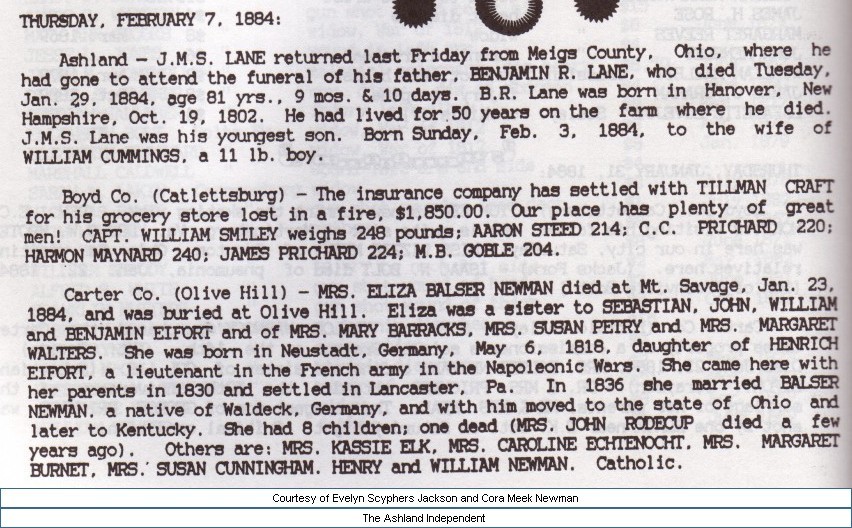 THURSDAY, FEBRUARY 7, 1884:
Ashland - J.M.S. LANE returned last Friday from Meigs County, Ohio, where he
had gone to attend the funeral of his father, BENJAMIN R. LANE, who died Tuesday,
Jan. 29, 1884, age 81 yrs., 9 mos. & 10 days. B.R. Lane was born in Hanover, New
Hampshire, Oct. 19, 1802. He had lived for 50 years on the farm where he died.
J.M.S. Lane was his youngest son. Born Sunday, Feb. 3, 1884, to the wife of
WILLIAM CUMMINGS, a 11 lb. boy.
Boyd Co. (Catlettsburg) - The insurance company has settled with TILLMAN CRAFT
for his grocery store lost in a fire, $1,850.00. Our place has plenty of great
men! CAPT. WILLIAM SMILEY weighs 248 pounds; AARON STEED 214; C.C. PRICHARD 220;
HARMON MAYNARD 240; JAMES PRICHARD 224; M.B. GOBLE 204.
Carter Co. (Olive Hill) - MRS. ELIZA BALSER NEWMAN died at Mt. Savage, Jan. 23,
1884, and was buried at Olive Hill. Eliza was a sister to SEBASTIAN, JOHN, WILLIAM
and BENJAMIN EIFORT and of MRS. MARY BARRACKS, MRS. SUSAN PETRY and MRS. MARGARET
WALTERS. She was born in Neustadt, Germany, May 6, 1818, daughter of HENRICH
EIFORT, a lieutenant in the French army in the Napoleonic Wars. She came here with
her parents in 1830 and settled in Lancaster, Pa. In 1836 she married BALSER
NEWMAN, a native of Waldeck, Germany, and with him moved to the state of Ohio and
later to Kentucky. She had 8 children; one dead (MRS. JOHN RODECUP died a few
years ago). Others are: MRS. KASSIE ELK, MRS. CAROLINE ECHTENOCHT, MRS. MARGARET
BURNET, MRS. SUSAN CUNNINGHAM, HENRY and WILLIAM NEWMAN. Catholic.
Courtesy of Evelyn Scyphers Jackson and Cora Meek Newman
The Ashland Independent